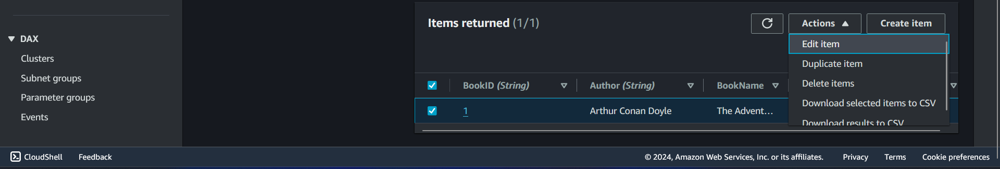 DAX
Clusters
Subnet groups
Parameter groups
Events
Items returned (1/1)
Actions
Create item
Edit item
Duplicate item
Delete items
Download selected items to CSV
Download results to CSV
BookID (String)
Author (String)
BookName
1
Arthur Conan Doyle
The Advent...
CloudShell
Feedback
© 2024, Amazon Web Services, Inc. or its affiliates.
Privacy
Terms
Cookie preferences